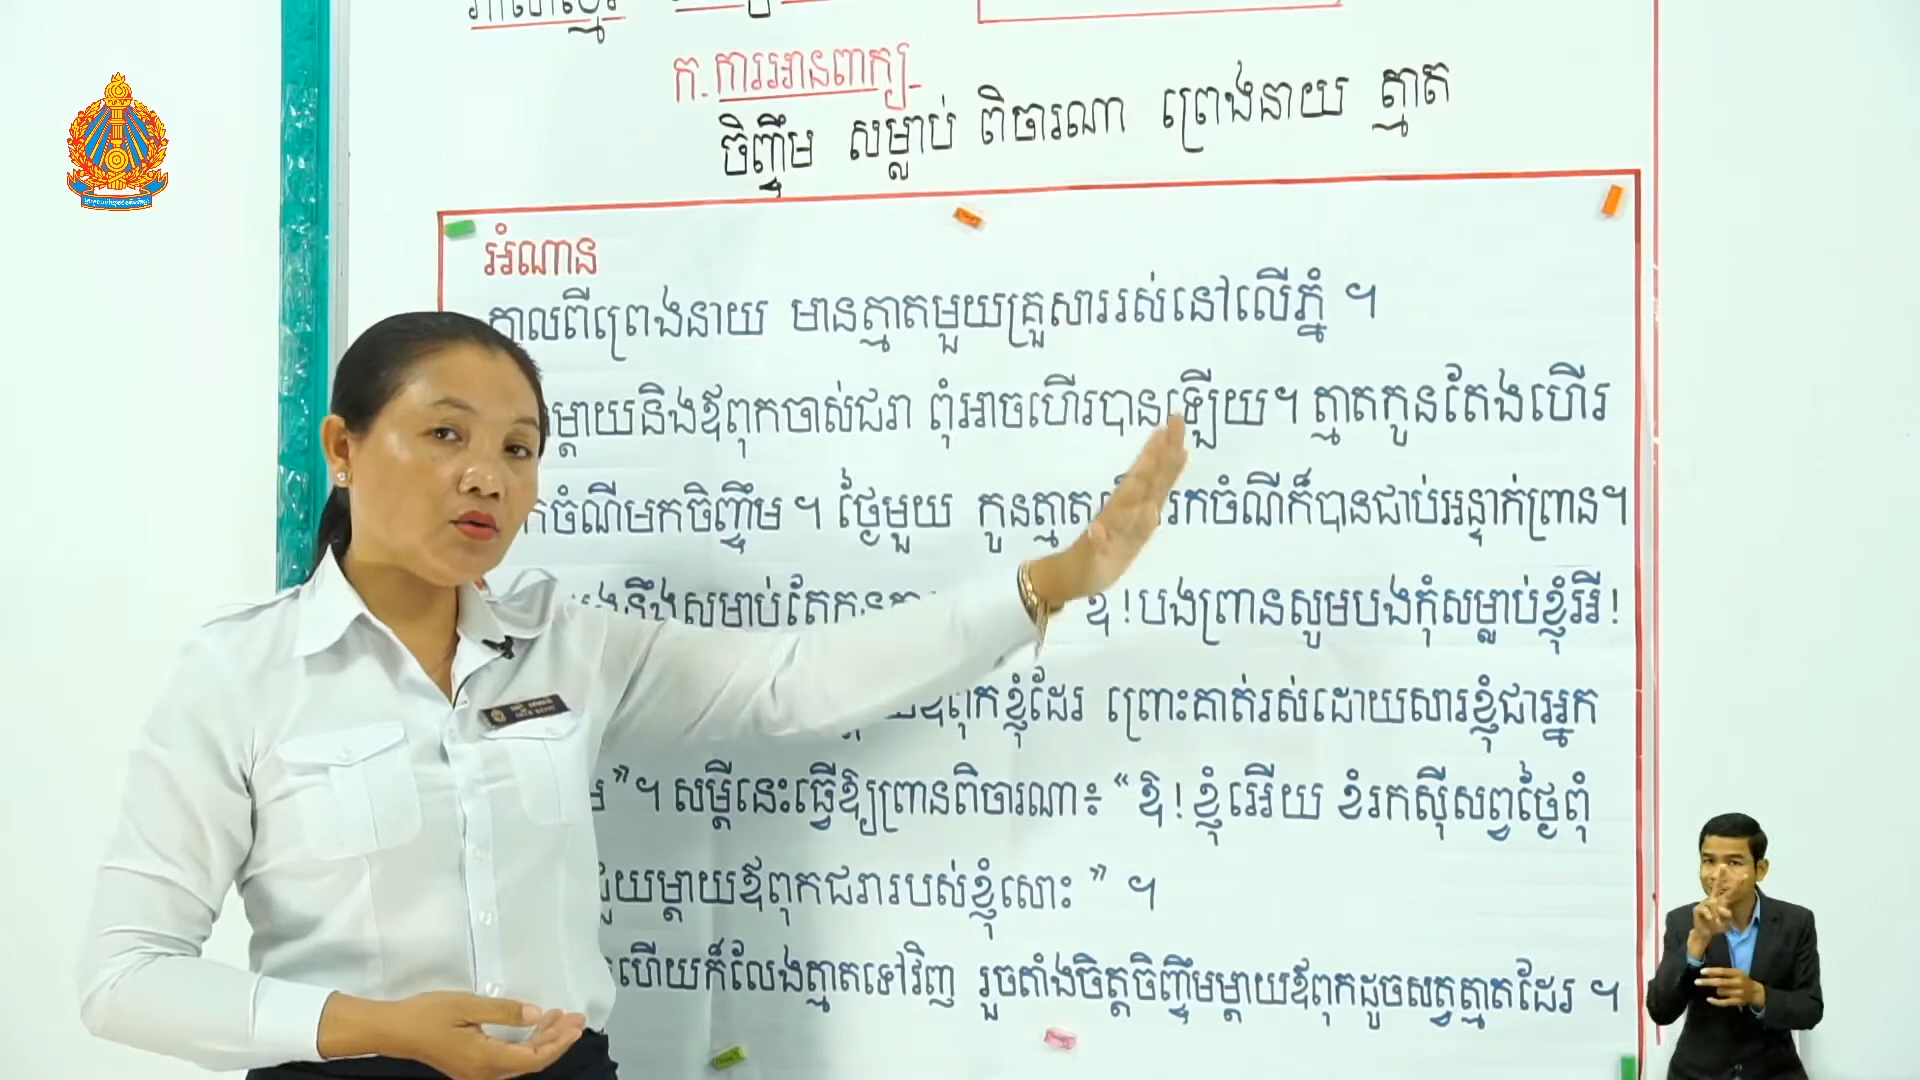 ក. ការអានពាក្យ
ចិញ្ចឹម សម្លាប់ ពិចារណា ព្រេងនាយ ត្មាត
អំណាន
កាលពីព្រេងនាយ មានត្មាតមួយគ្រួសាររស់នៅលើភ្នំ ។
ម្តាយនិងឪពុកចាស់ជរា ពុំអាចហើរបានឡើយ។ ត្មាតកូនតែងហើរ
ចំណីមកចិញ្ចឹម ។ ថ្ងៃមួយ កូនត្មាត រកចំណីក៏បានជាប់អន្ទាក់ព្រាន។
ឱ ! បងព្រានសូមបងកុំសម្លាប់ខ្ញុំអី !
ឪពុកខ្ញុំដែរ ព្រោះគាត់រស់ដោយសារខ្ញុំជាអ្នក
” ។ សម្តីនេះធ្វើឱ្យព្រានពិចារណា៖ “ ឱ ! ខ្ញុំអើយ ខំរកស៊ីសព្វថ្ងៃពុំ
ម្តាយឪពុកជរារបស់ខ្ញុំសោះ ” ។
ហើយក៏លែងត្មាតទៅវិញ រួចតាំងចិត្តចិញ្ចឹមម្តាយឪពុកដូចសត្វត្មាតដែរ ។